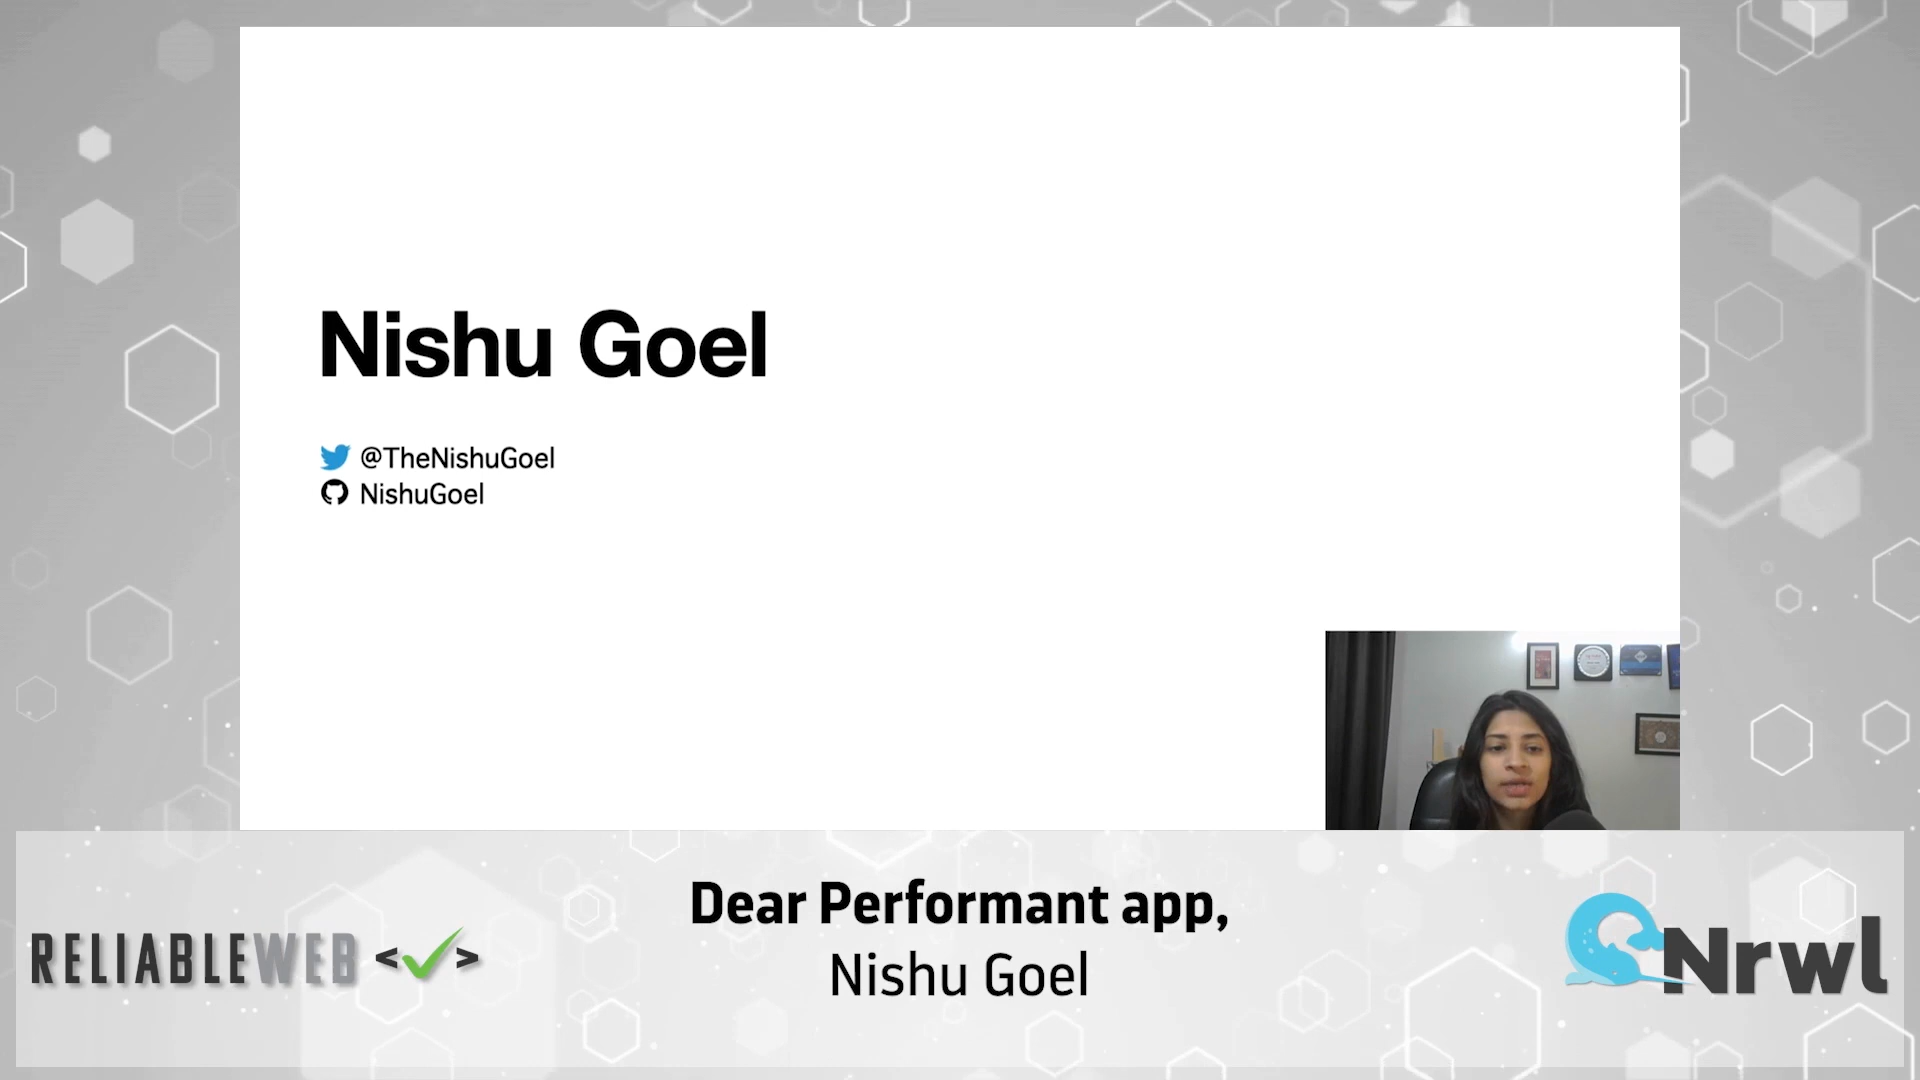 Nishu Goel
@TheNishuGoel
NishuGoel
Dear Performant app,
Nishu Goel
RELIABLEWEB <✓>
Nrwl